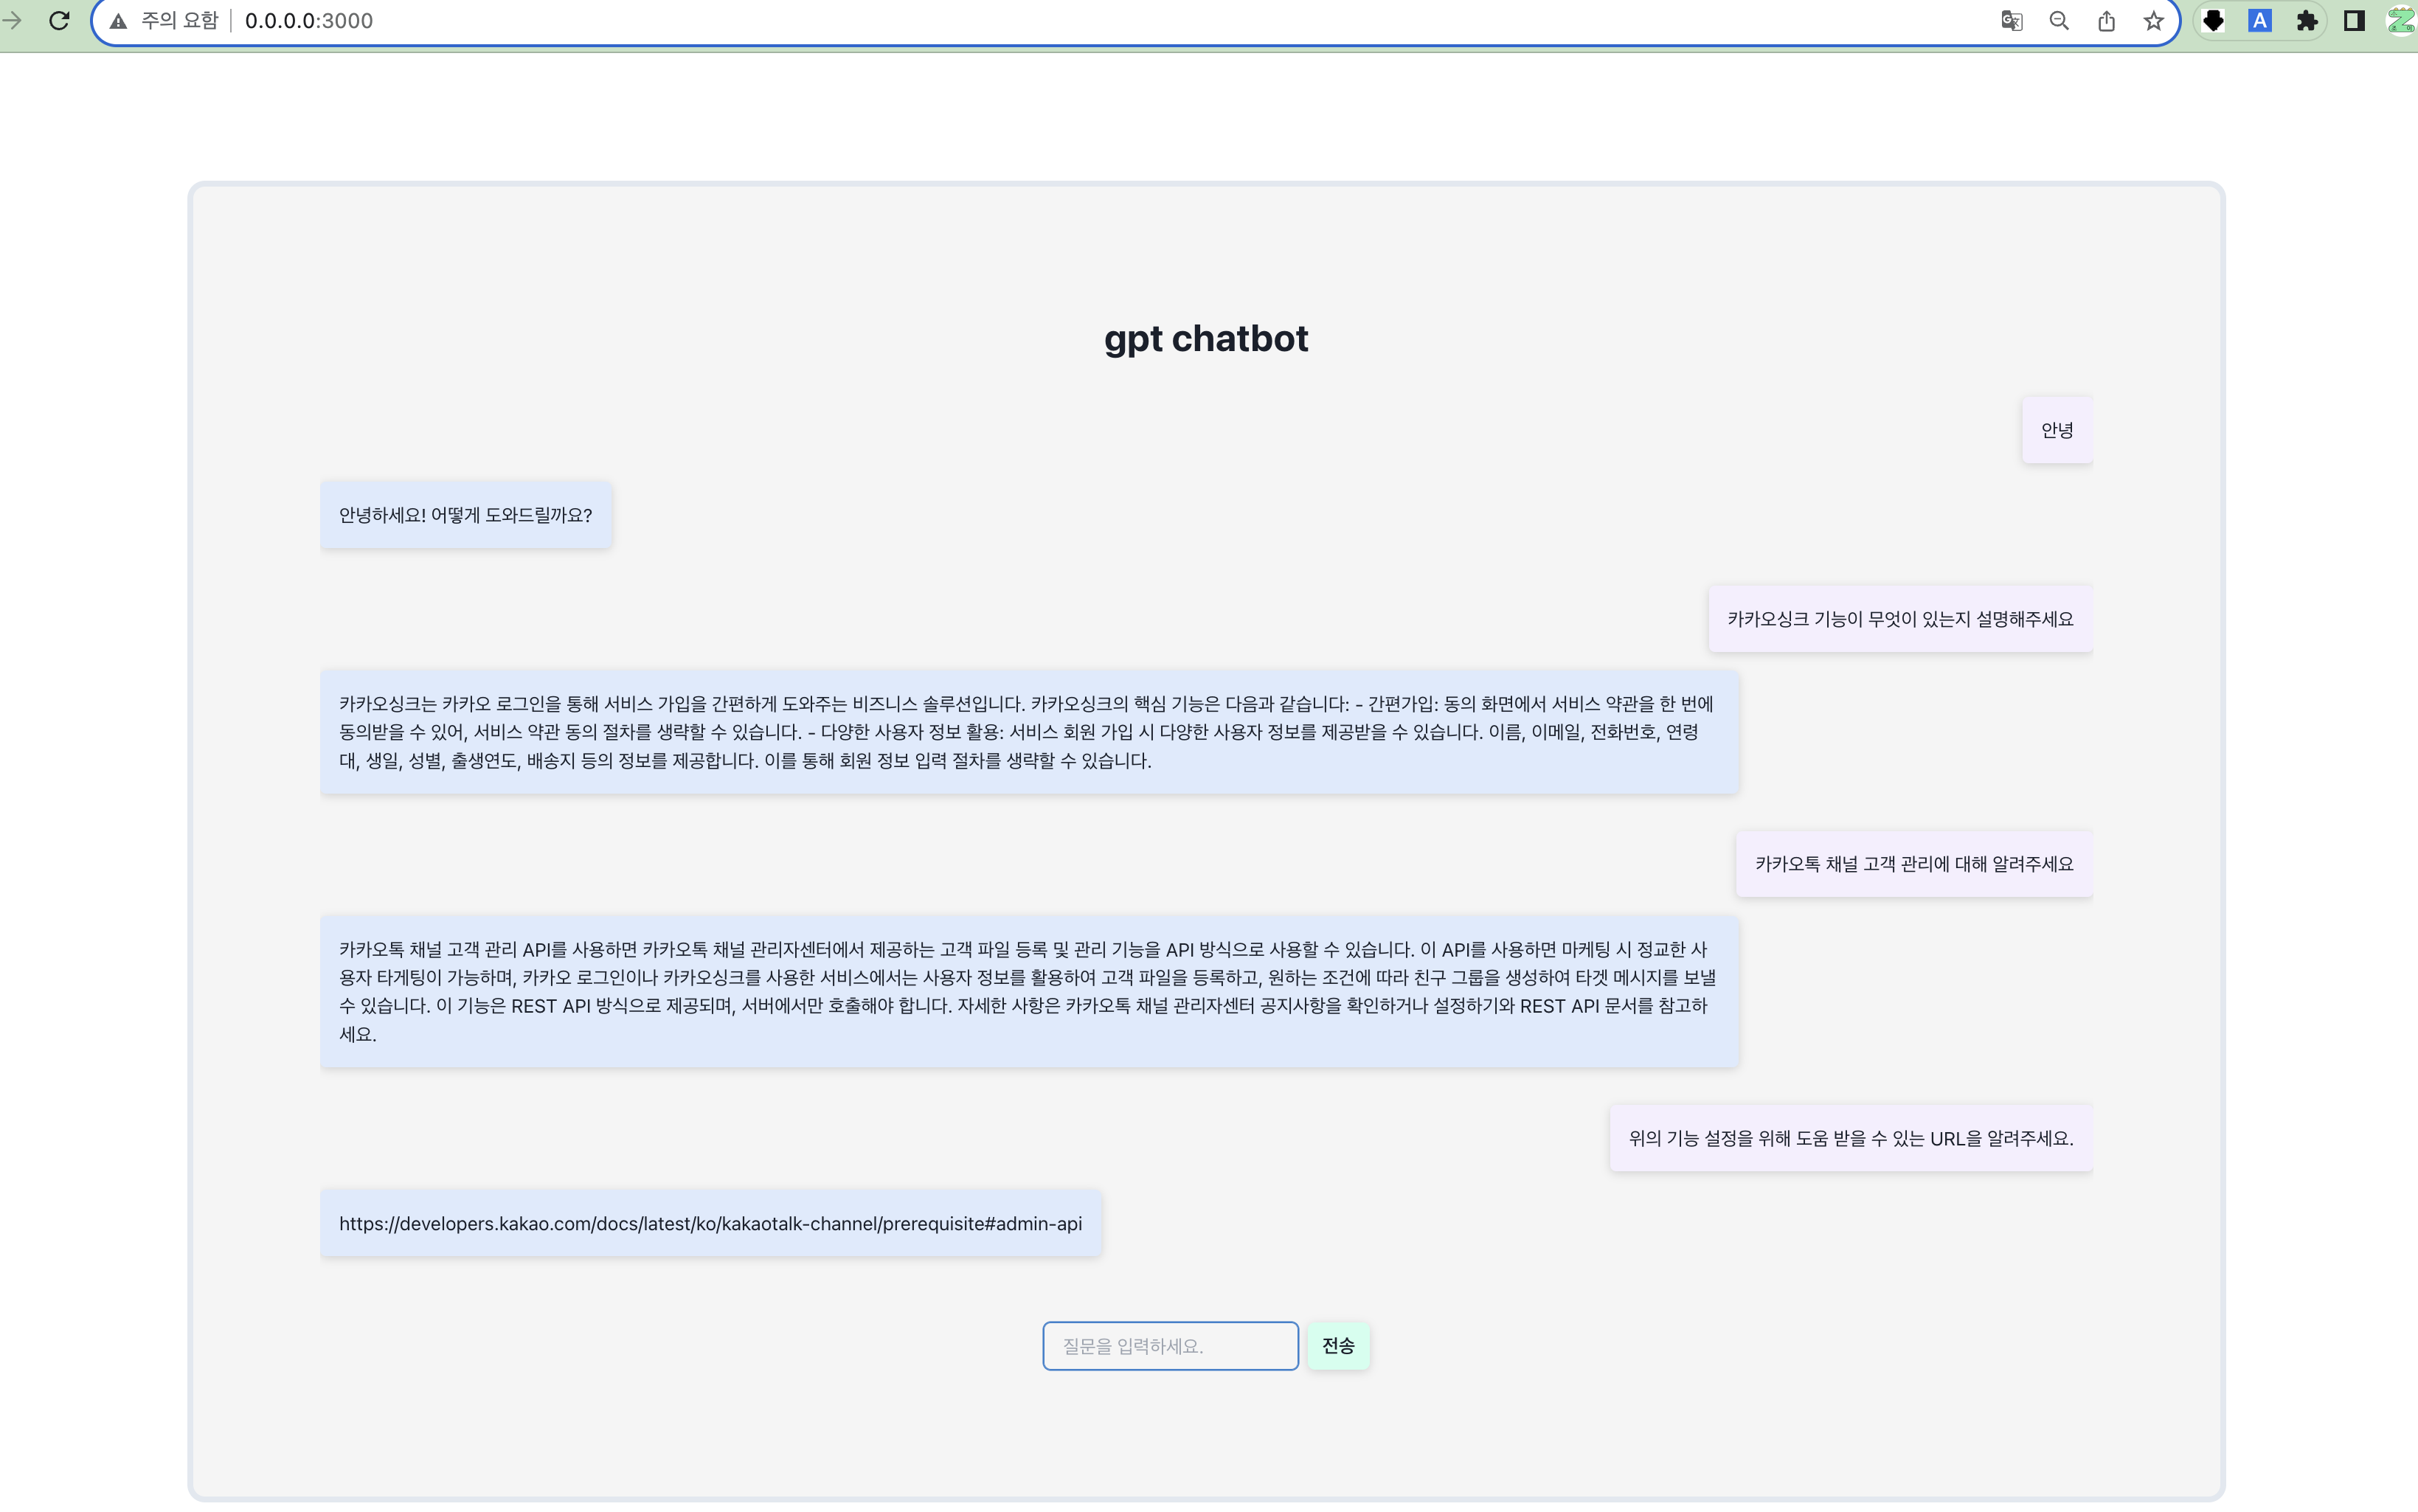 주의 요함 | 0.0.0.0:3000
A
gpt chatbot
안녕
안녕하세요! 어떻게 도와드릴까요?
카카오싱크 기능이 무엇이 있는지 설명해주세요
카카오싱크는 카카오 로그인을 통해 서비스 가입을 간편하게 도와주는 비즈니스 솔루션입니다. 카카오싱크의 핵심 기능은 다음과 같습니다: - 간편가입: 동의 화면에서 서비스 약관을 한 번에
동의받을 수 있어, 서비스 약관 동의 절차를 생략할 수 있습니다. - 다양한 사용자 정보 활용: 서비스 회원 가입 시 다양한 사용자 정보를 제공받을 수 있습니다. 이름, 이메일, 전화번호, 연령
대, 생일, 성별, 출생연도, 배송지 등의 정보를 제공합니다. 이를 통해 회원 정보 입력 절차를 생략할 수 있습니다.
카카오톡 채널 고객 관리에 대해 알려주세요
카카오톡 채널 고객 관리 API를 사용하면 카카오톡 채널 관리자센터에서 제공하는 고객 파일 등록 및 관리 기능을 API 방식으로 사용할 수 있습니다. 이 API를 사용하면 마케팅 시 정교한 사
용자 타게팅이 가능하며, 카카오 로그인이나 카카오싱크를 사용한 서비스에서는 사용자 정보를 활용하여 고객 파일을 등록하고, 원하는 조건에 따라 친구 그룹을 생성하여 타겟 메시지를 보낼
수 있습니다. 이 기능은 REST API 방식으로 제공되며, 서버에서만 호출해야 합니다. 자세한 사항은 카카오톡 채널 관리자센터 공지사항을 확인하거나 설정하기와 REST API 문서를 참고하
세요.
위의 기능 설정을 위해 도움 받을 수 있는 URL을 알려주세요.
https://developers.kakao.com/docs/latest/ko/kakaotalk-channel/prerequisite#admin-api
질문을 입력하세요.
전송